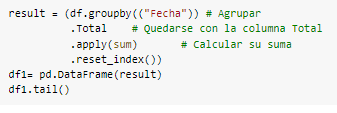 result = (df.groupby(("Fecha")) # Agrupar
.Total # Quedarse con la columna Total
.apply(sum) # Calcular su suma
.reset_index())
df1= pd.DataFrame(result)
df1.tail()